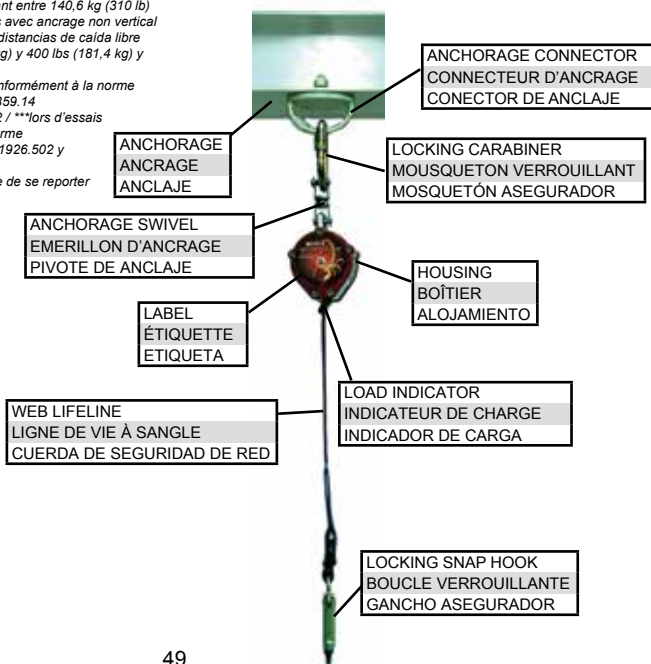 ant entre 140,6 kg (310 lb)
s avec ancrage non vertical
distancias de caída libre
kg) y 400 lbs (181,4 kg) y
nformément à la norme
359.14
2 / ***lors d'essais
orme
1926.502 y
e de se reporter
ANCHORAGE CONNECTOR
CONNECTEUR D'ANCRAGE
CONECTOR DE ANCLAJE
ANCHORAGE
ANCRAGE
ANCLAJE
LOCKING CARABINER
MOUSQUETON VERROUILLANT
MOSQUETÓN ASEGURADOR
ANCHORAGE SWIVEL
EMERILLON D'ANCRAGE
PIVOTE DE ANCLAJE
HOUSING
BOÎTIER
ALOJAMIENTO
LABEL
ÉTIQUETTE
ETIQUETA
LOAD INDICATOR
INDICATEUR DE CHARGE
INDICADOR DE CARGA
WEB LIFELINE
LIGNE DE VIE À SANGLE
CUERDA DE SEGURIDAD DE RED
LOCKING SNAP HOOK
BOUCLE VERROUILLANTE
GANCHO ASEGURADOR
49